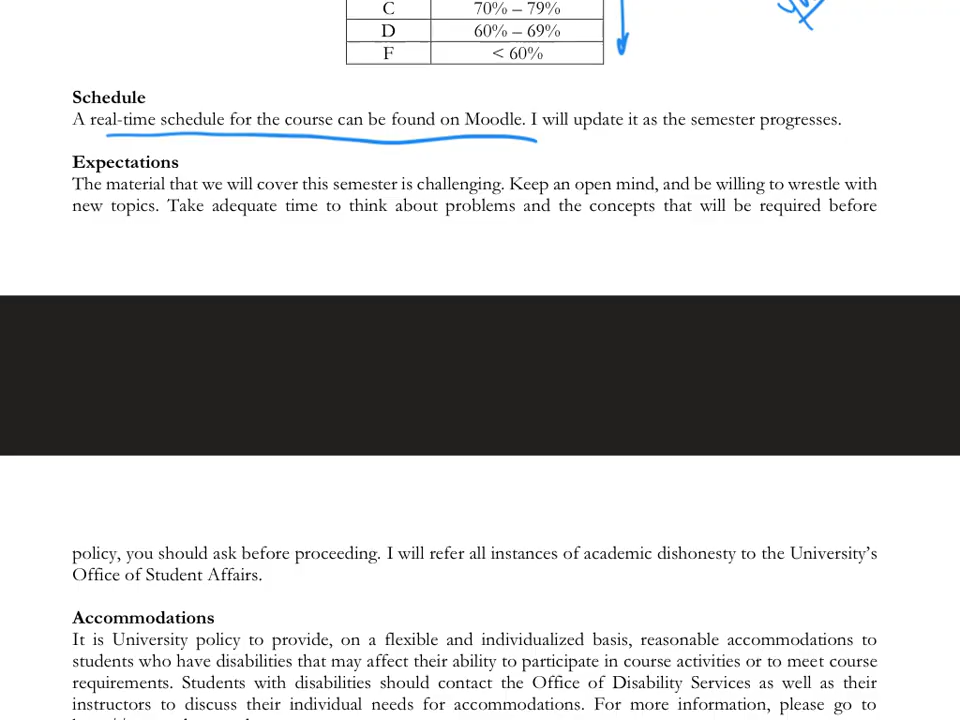 C 70% – 79%
D 60% – 69%
F < 60%
Schedule
A real-time schedule for the course can be found on Moodle. I will update it as the semester progresses.
Expectations
The material that we will cover this semester is challenging. Keep an open mind, and be willing to wrestle with
new topics. Take adequate time to think about problems and the concepts that will be required before
policy, you should ask before proceeding. I will refer all instances of academic dishonesty to the University’s
Office of Student Affairs.
Accommodations
It is University policy to provide, on a flexible and individualized basis, reasonable accommodations to
students who have disabilities that may affect their ability to participate in course activities or to meet course
requirements. Students with disabilities should contact the Office of Disability Services as well as their
instructors to discuss their individual needs for accommodations. For more information, please go to